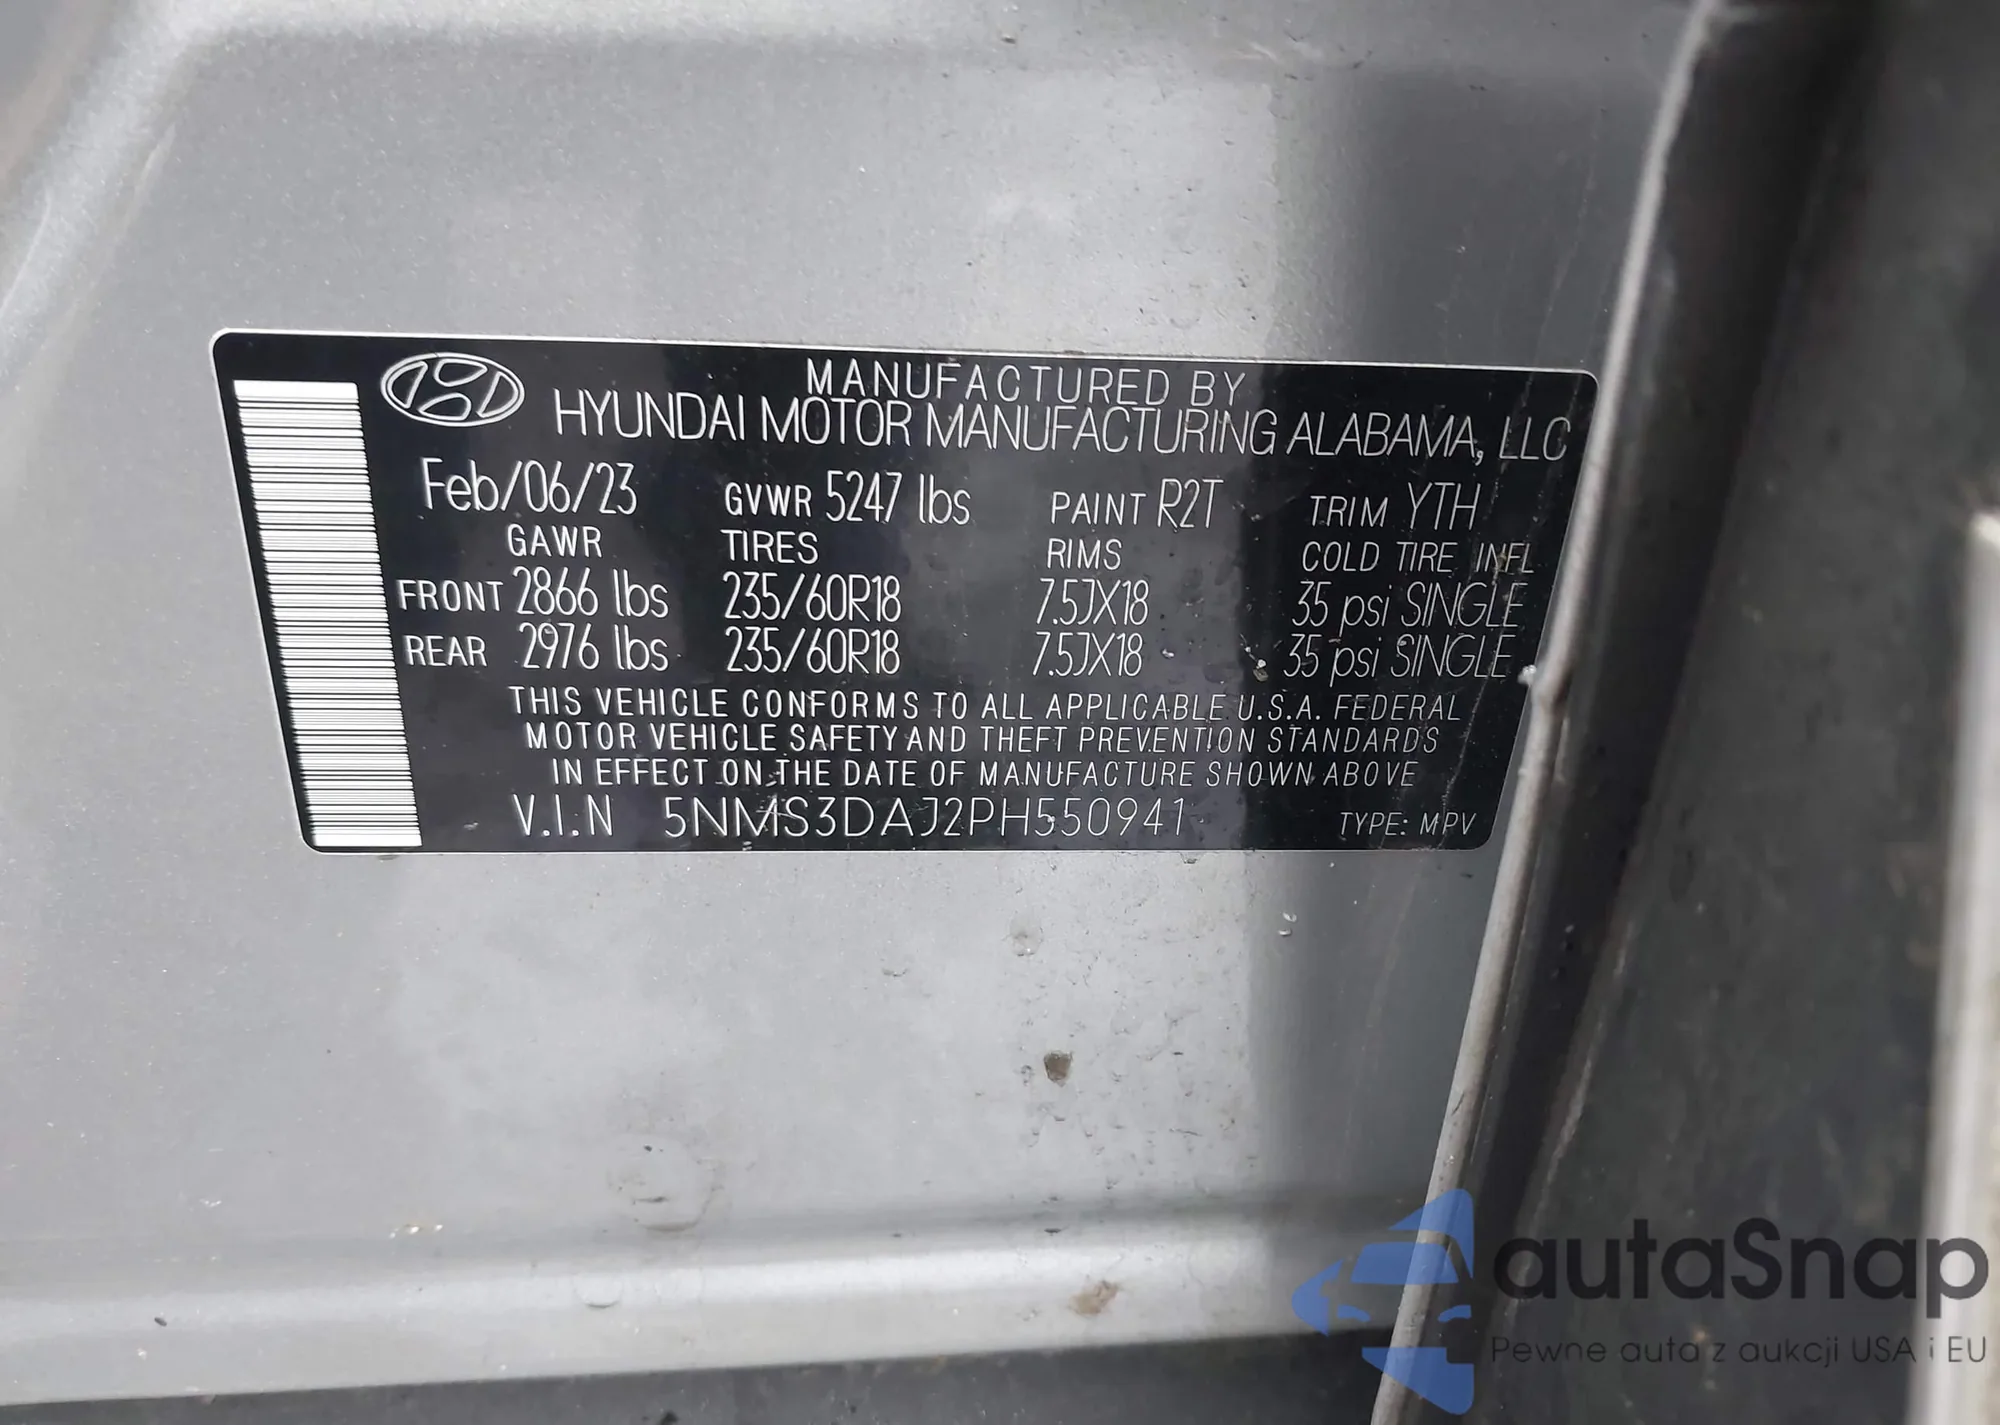 MANUFACTURED BY
HYUNDAI MOTOR MANUFACTURING ALABAMA, LLC
Feb/06/23 GVWR 5247 lbs PAINT R2T TRIM YTH
GAWR TIRES RIMS COLD TIRE INFL
FRONT 2866 lbs 235/60R18 7.5JX18 35 psi SINGLE
REAR 2976 lbs 235/60R18 7.5JX18 35 psi SINGLE
THIS VEHICLE CONFORMS TO ALL APPLICABLE U.S.A. FEDERAL
MOTOR VEHICLE SAFETY AND THEFT PREVENTION STANDARDS
IN EFFECT ON THE DATE OF MANUFACTURE SHOWN ABOVE
V.I.N 5NMS3DAJ2PH550941 TYPE: MPV
autaSnap
Pewne auta z aukcji USA i EU